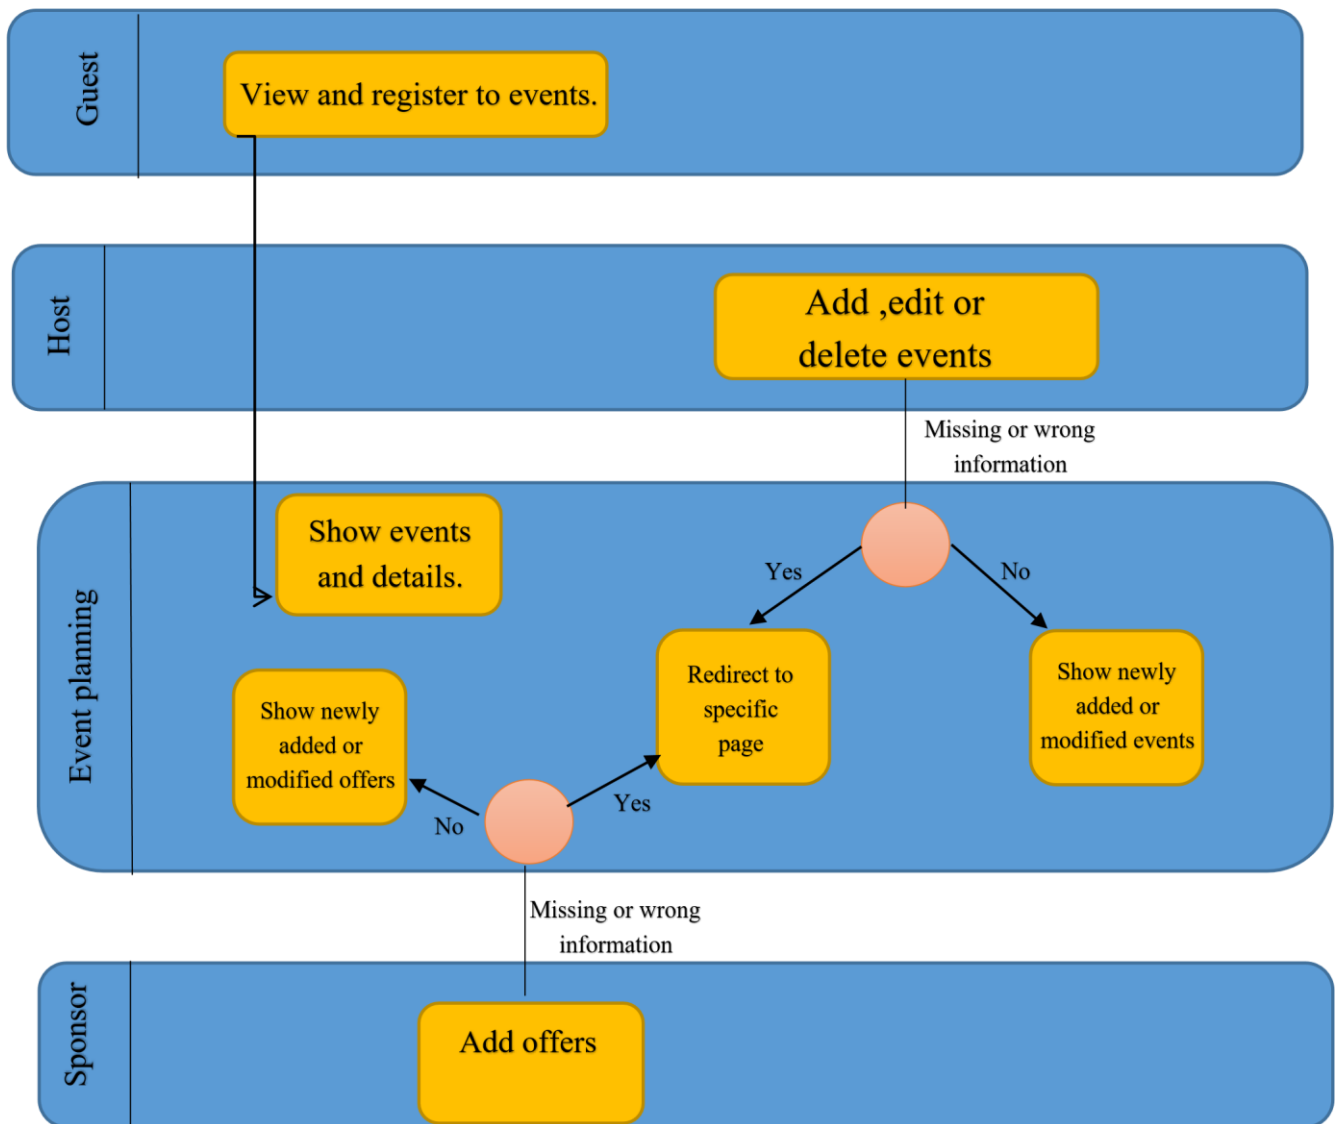 Guest
View and register to events.
Host
Add ,edit or
delete events
Missing or wrong
information
Event planning
Show events
and details.
Yes
No
Redirect to
specific
page
Show newly
added or
modified events
Show newly
added or
modified offers
No
Yes
Missing or wrong
information
Sponsor
Add offers